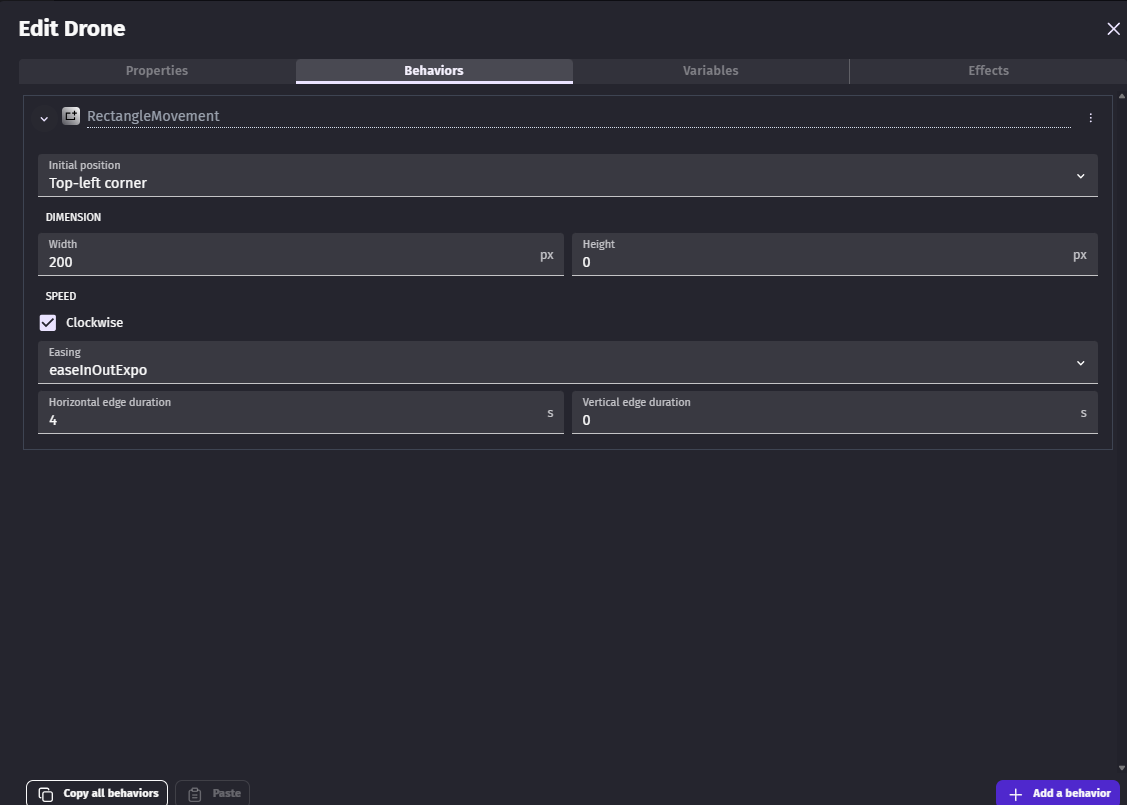 Edit Drone
Properties
Behaviors
Variables
Effects
RectangleMovement
Initial position
Top-left corner
DIMENSION
Width
200
px
Height
0
px
SPEED
Clockwise
Easing
easeInOutExpo
Horizontal edge duration
4
s
Vertical edge duration
0
s
Copy all behaviors
Paste
Add a behavior